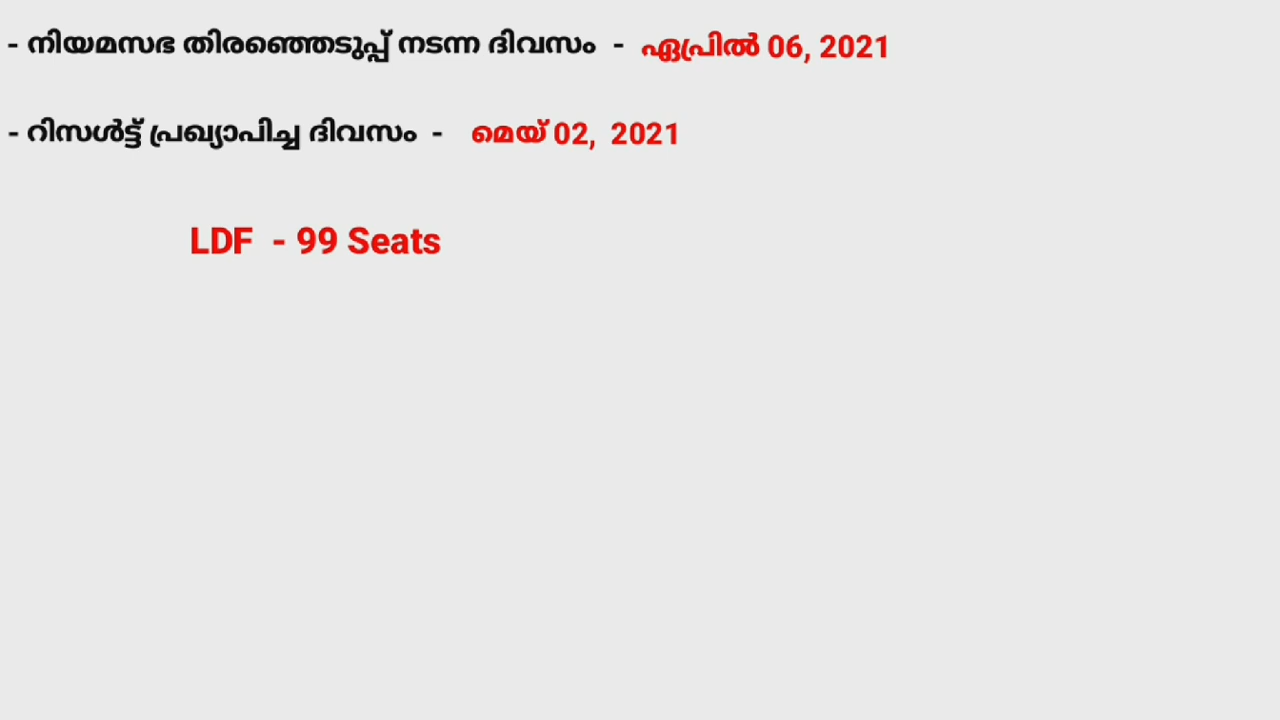 - നിയമസഭ തിരഞ്ഞെടുപ്പ് നടന്ന ദിവസം - ഏപ്രിൽ 06, 2021
- റിസൾട്ട് പ്രഖ്യാപിച്ച ദിവസം - മെയ് 02, 2021
LDF - 99 Seats